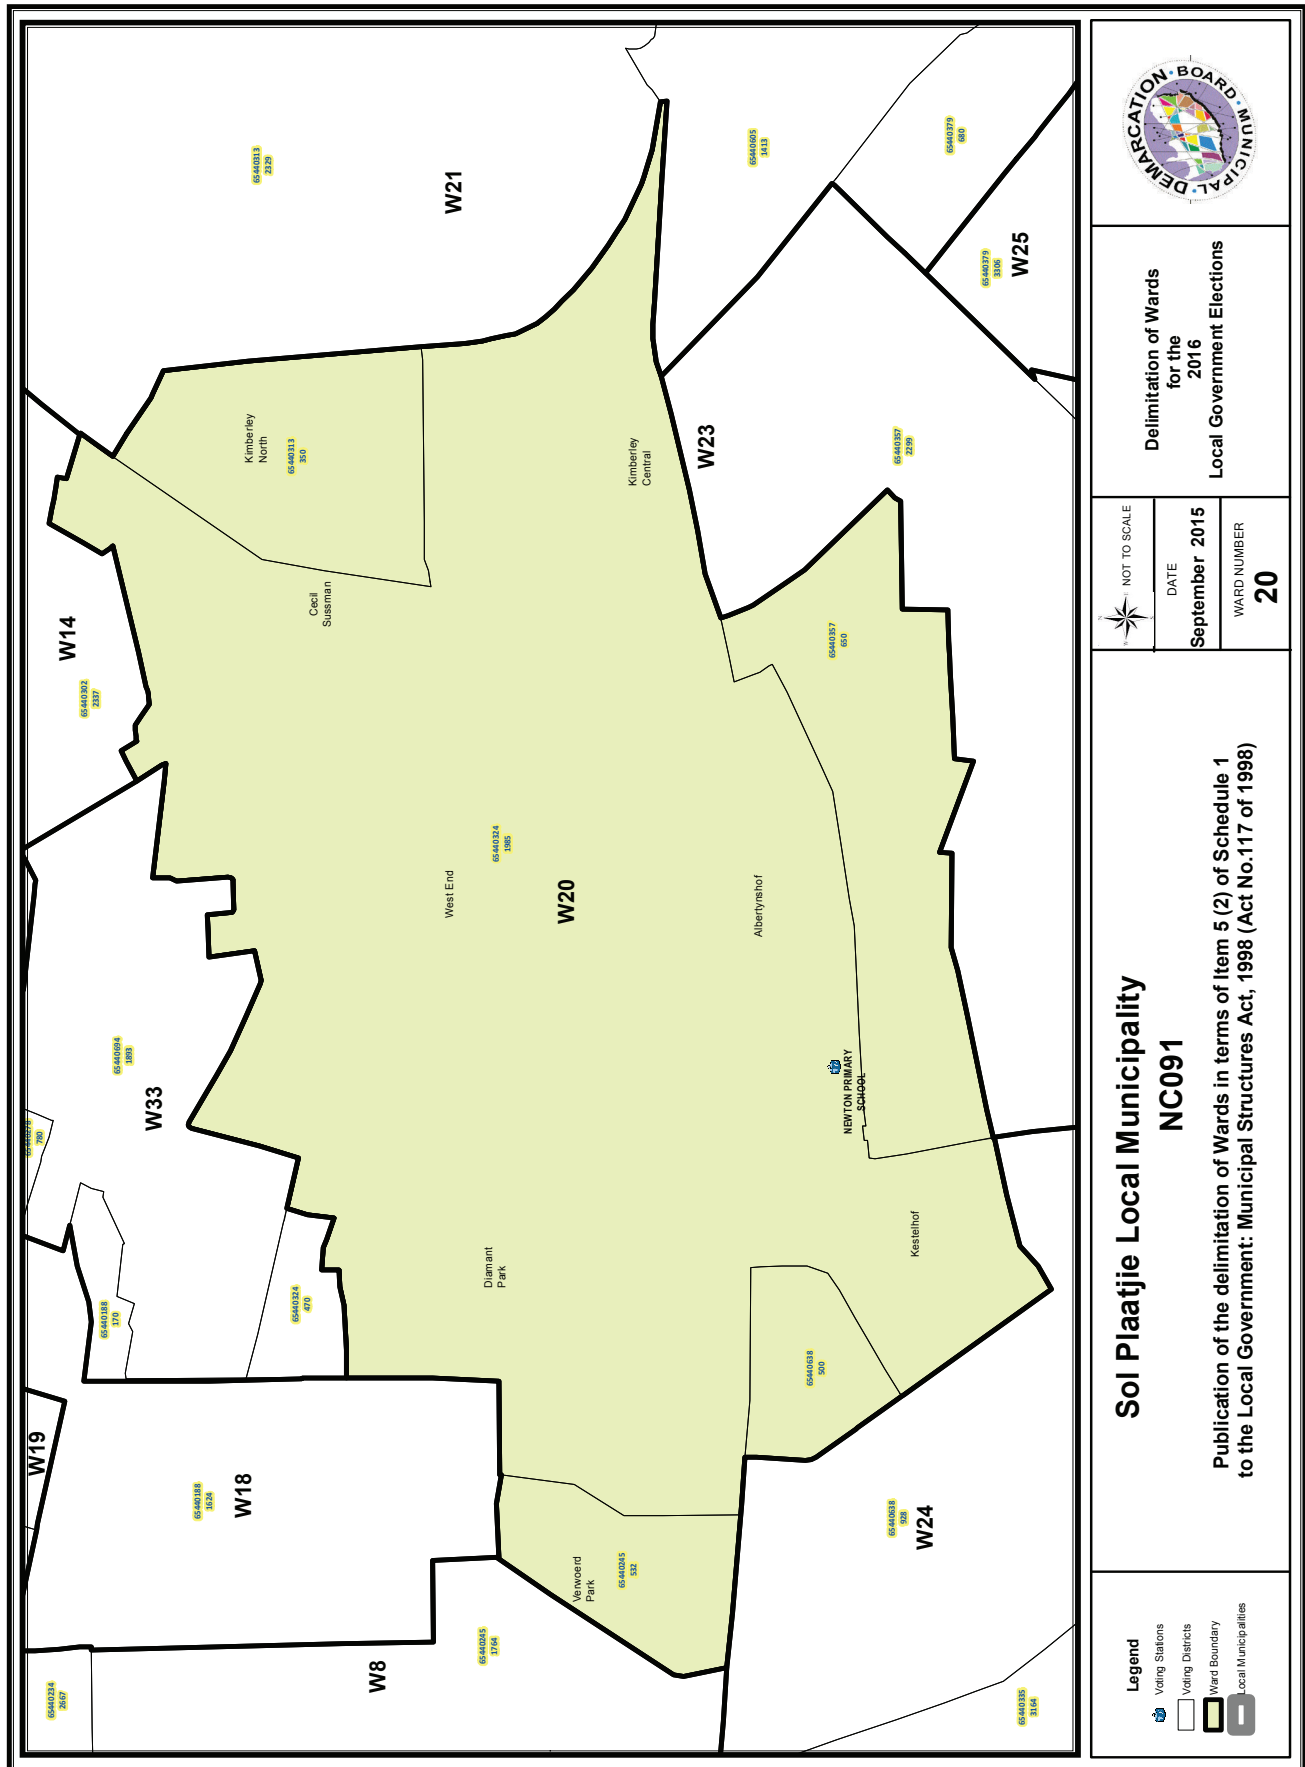 W19
W18
65440188
1624
65440234
2667
W8
65440245
1764
65440188
170
65440324
470
W33
65440694
1893
65440278
780
W14
65440302
2337
W21
65440313
2329
Kimberley
North
65440313
350
Cecil
Sussman
Kimberley
Central
West End
65440324
1985
W20
Albertynshof
Diamant
Park
Verwoerd
Park
65440245
532
NEWTON PRIMARY
SCHOOL
Kestelhof
65440638
500
65440638
928
W24
65440335
3164
65440357
650
W23
65440357
2299
65440605
1413
65440379
680
65440379
3306
W25
Legend
Voting Stations
Voting Districts
Ward Boundary
Local Municipalities
Sol Plaatjie Local Municipality
NC091
Publication of the delimitation of Wards in terms of Item 5 (2) of Schedule 1
to the Local Government: Municipal Structures Act, 1998 (Act No.117 of 1998)
N
W
E
S
NOT TO SCALE
DATE
September 2015
WARD NUMBER
20
Delimitation of Wards
for the
2016
Local Government Elections
MUNICIPAL • DEMARCATION • BOARD •